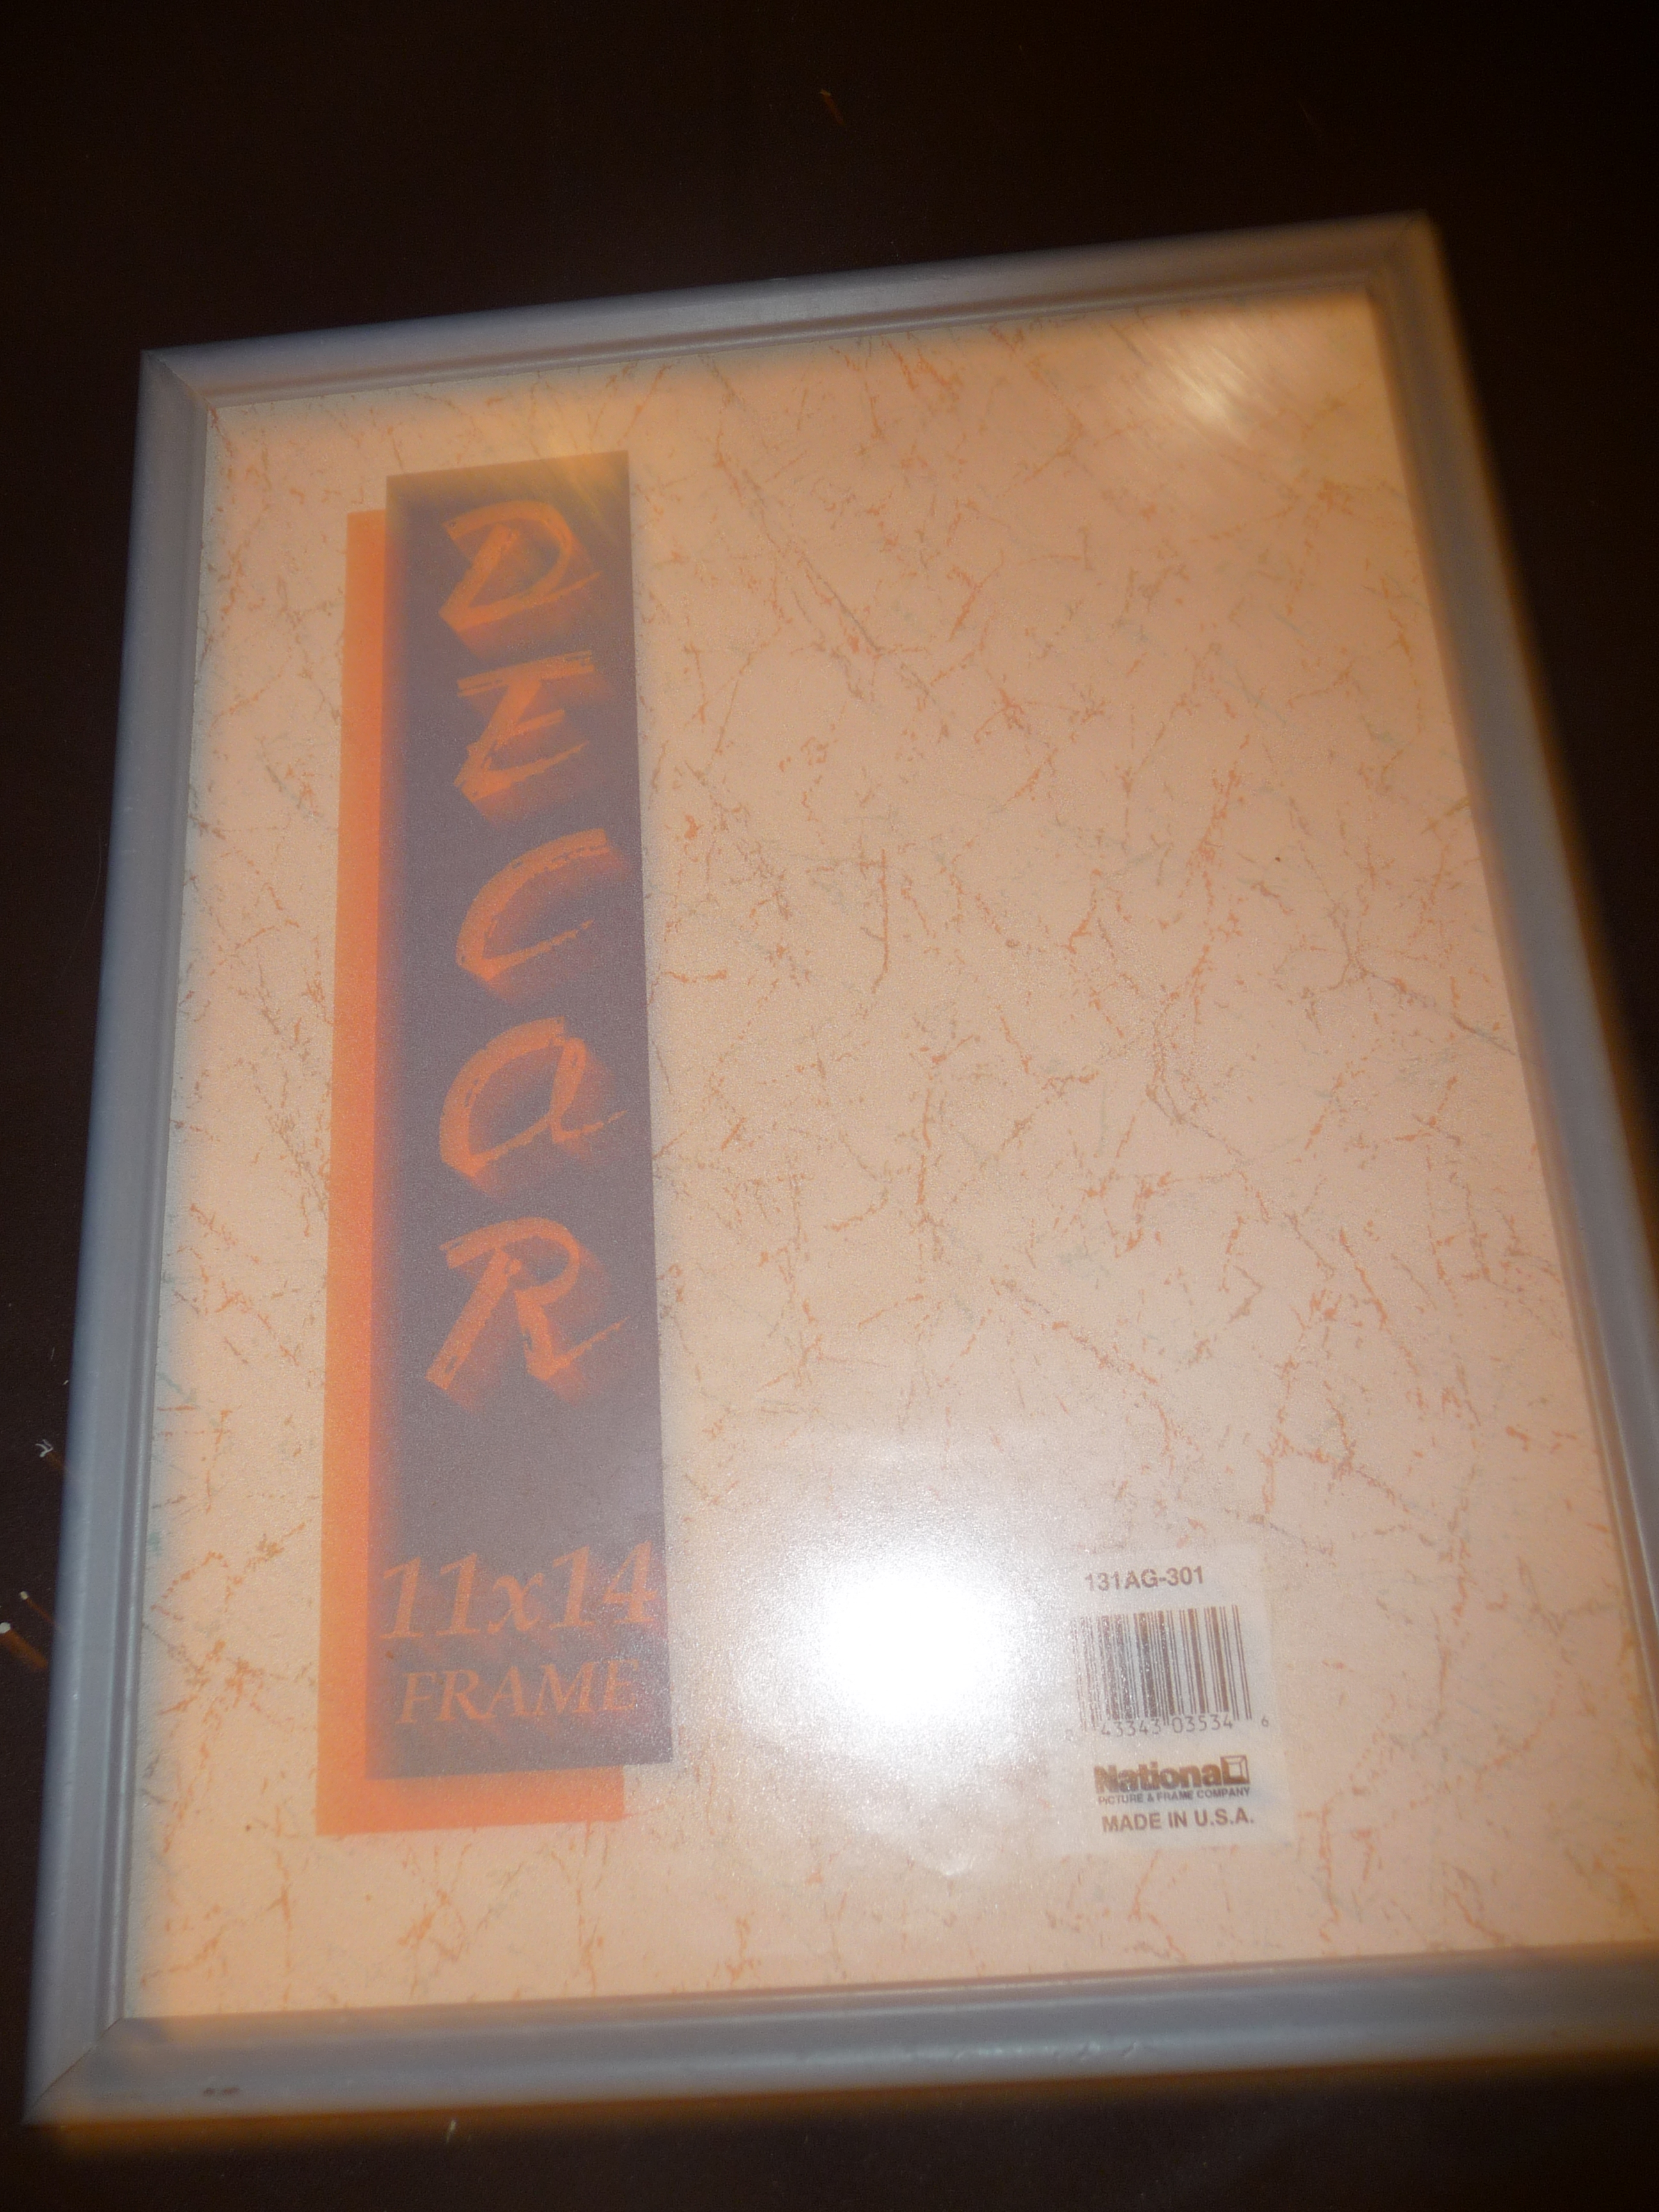 DECOR
11x14
FRAME
131AG-301
43343 03534 6
National
PICTURE & FRAME COMPANY
MADE IN U.S.A.